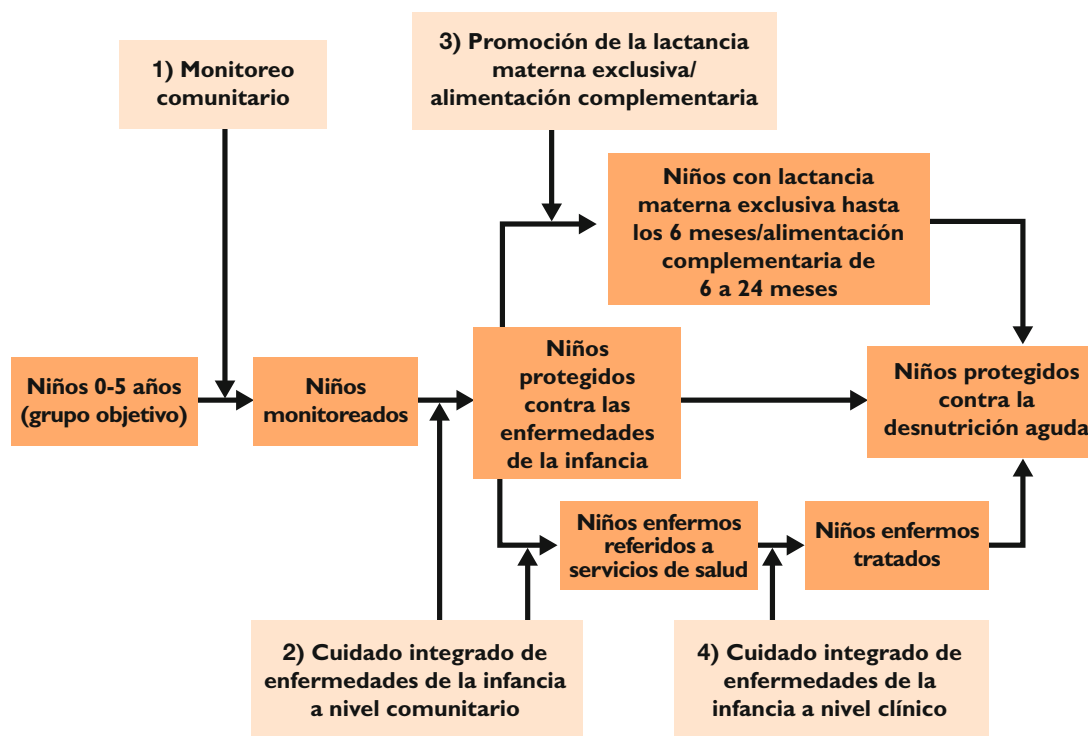 1) Monitoreo
comunitario
3) Promoción de la lactancia
materna exclusiva/
alimentación complementaria
Niños con lactancia
materna exclusiva hasta
los 6 meses/alimentación
complementaria de
6 a 24 meses
Niños 0-5 años
(grupo objetivo)
Niños
monitoreados
Niños
protegidos
contra las
enfermedades
de la infancia
Niños protegidos
contra la
desnutrición aguda
Niños enfermos
referidos a
servicios de salud
Niños enfermos
tratados
2) Cuidado integrado de
enfermedades de la infancia
a nivel comunitario
4) Cuidado integrado de
enfermedades de la
infancia a nivel clínico